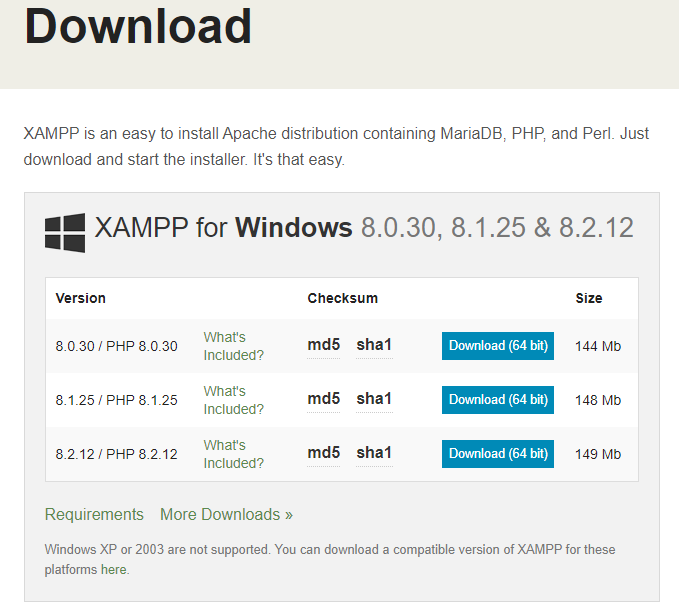 Download
XAMPP is an easy to install Apache distribution containing MariaDB, PHP, and Perl. Just
download and start the installer. It's that easy.
XAMPP for Windows 8.0.30, 8.1.25 & 8.2.12
Version Checksum Size
8.0.30 / PHP 8.0.30 What's Included? md5 sha1 Download (64 bit) 144 Mb
8.1.25 / PHP 8.1.25 What's Included? md5 sha1 Download (64 bit) 148 Mb
8.2.12 / PHP 8.2.12 What's Included? md5 sha1 Download (64 bit) 149 Mb
Requirements More Downloads »
Windows XP or 2003 are not supported. You can download a compatible version of XAMPP for these
platforms here.